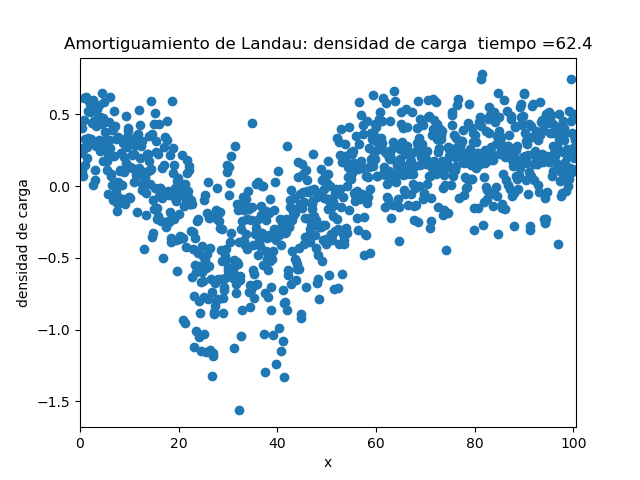 Amortiguamiento de Landau: densidad de carga  tiempo =62.4
0.5
0.0
−0.5
−1.0
−1.5
densidad de carga
0 20 40 60 80 100
x